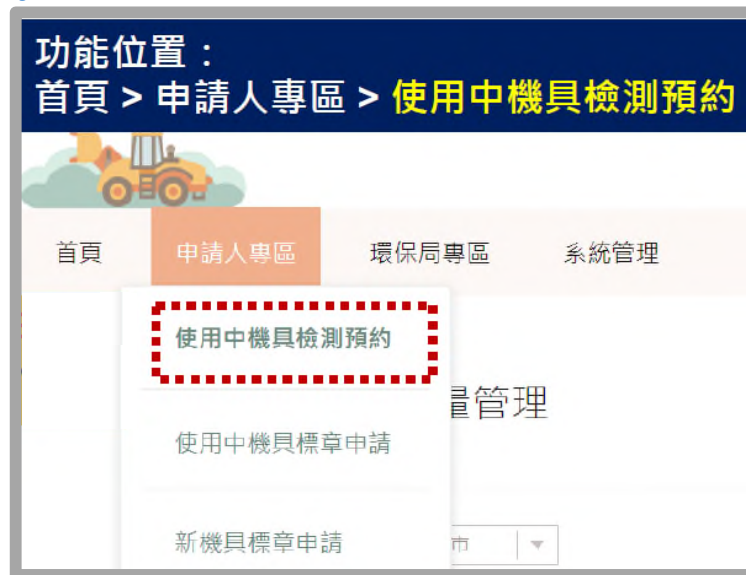 功能位置：
首頁 > 申請人專區 > 使用中機具檢測預約
首頁 申請人專區 環保局專區 系統管理
使用中機具檢測預約
量管理
使用中機具標章申請
新機具標章申請
市